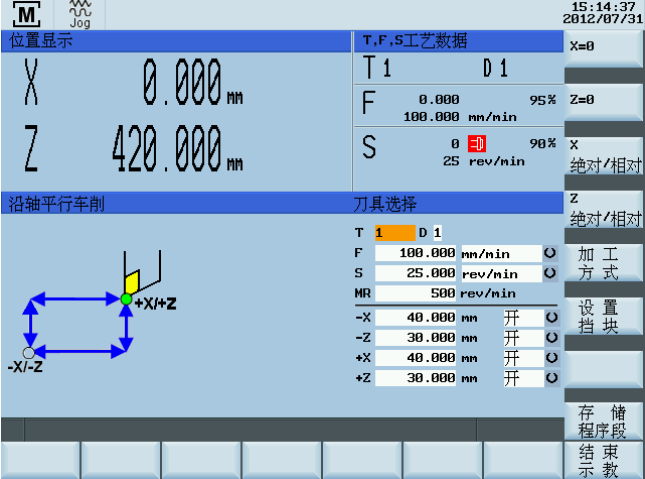 M
Jog
15:14:37
2012/07/31
位置显示
X 0.000 mm
Z 420.000 mm
T,F,S工艺数据
T 1 D 1
F 0.000 95%
100.000 mm/min
S 0 90%
25 rev/min
沿轴平行车削
+X/+Z
-X/-Z
刀具选择
T 1 D 1
F 100.000 mm/min
S 25.000 rev/min
MR 500 rev/min
-X 40.000 mm 开
-Z 30.000 mm 开
+X 40.000 mm 开
+Z 30.000 mm 开
X=0
Z=0
X
绝对/相对
Z
绝对/相对
加工
方式
设置
挡块
存储
程序段
结束
示教